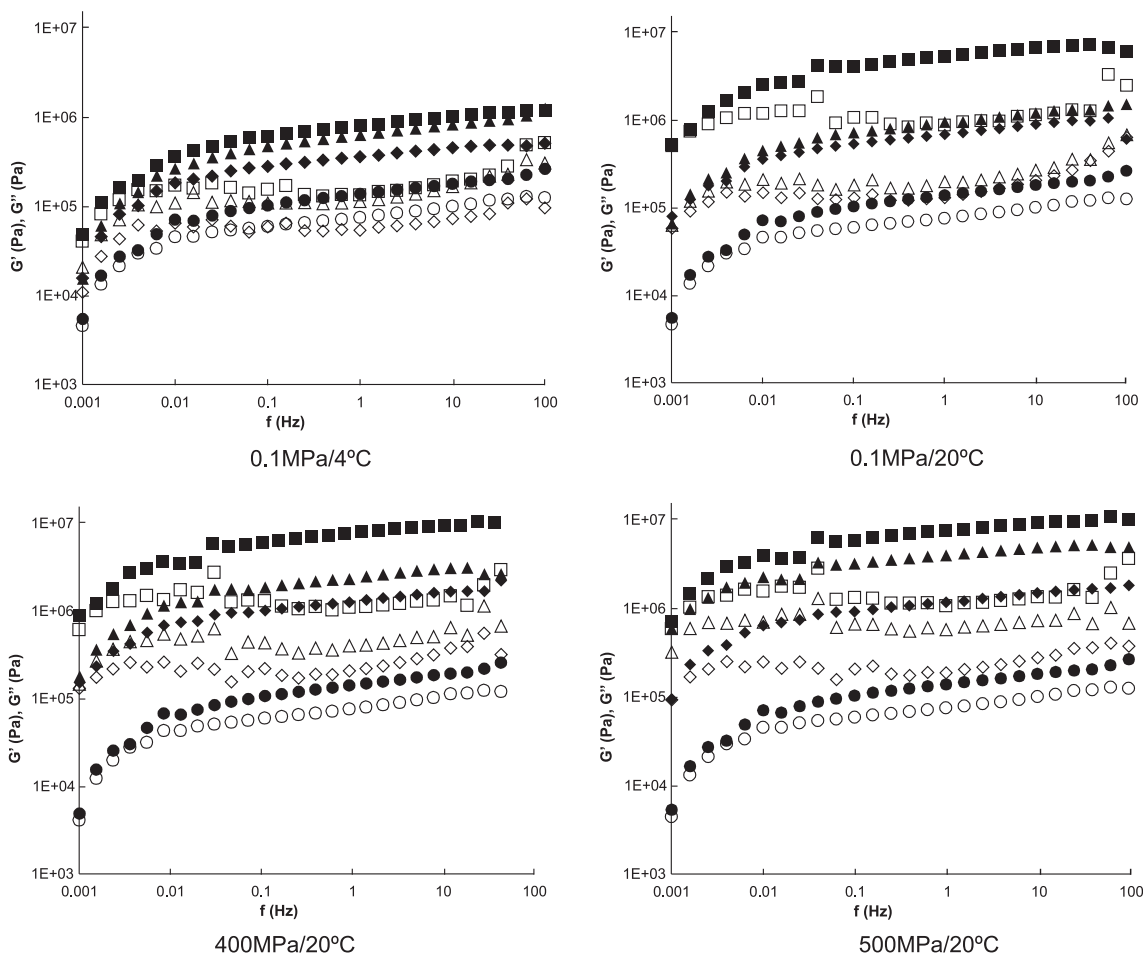 1E+07
1E+06
1E+05
1E+04
1E+03
G' (Pa), G'' (Pa)
0.001 0.01 0.1 1 10 100
f (Hz)
0.1MPa/4ºC
1E+07
1E+06
1E+05
1E+04
1E+03
G' (Pa), G'' (Pa)
0.001 0.01 0.1 1 10 100
f (Hz)
0.1MPa/20ºC
1E+07
1E+06
1E+05
1E+04
1E+03
G' (Pa), G'' (Pa)
0.001 0.01 0.1 1 10 100
f (Hz)
400MPa/20ºC
1E+07
1E+06
1E+05
1E+04
1E+03
G' (Pa), G'' (Pa)
0.001 0.01 0.1 1 10 100
f (Hz)
500MPa/20ºC